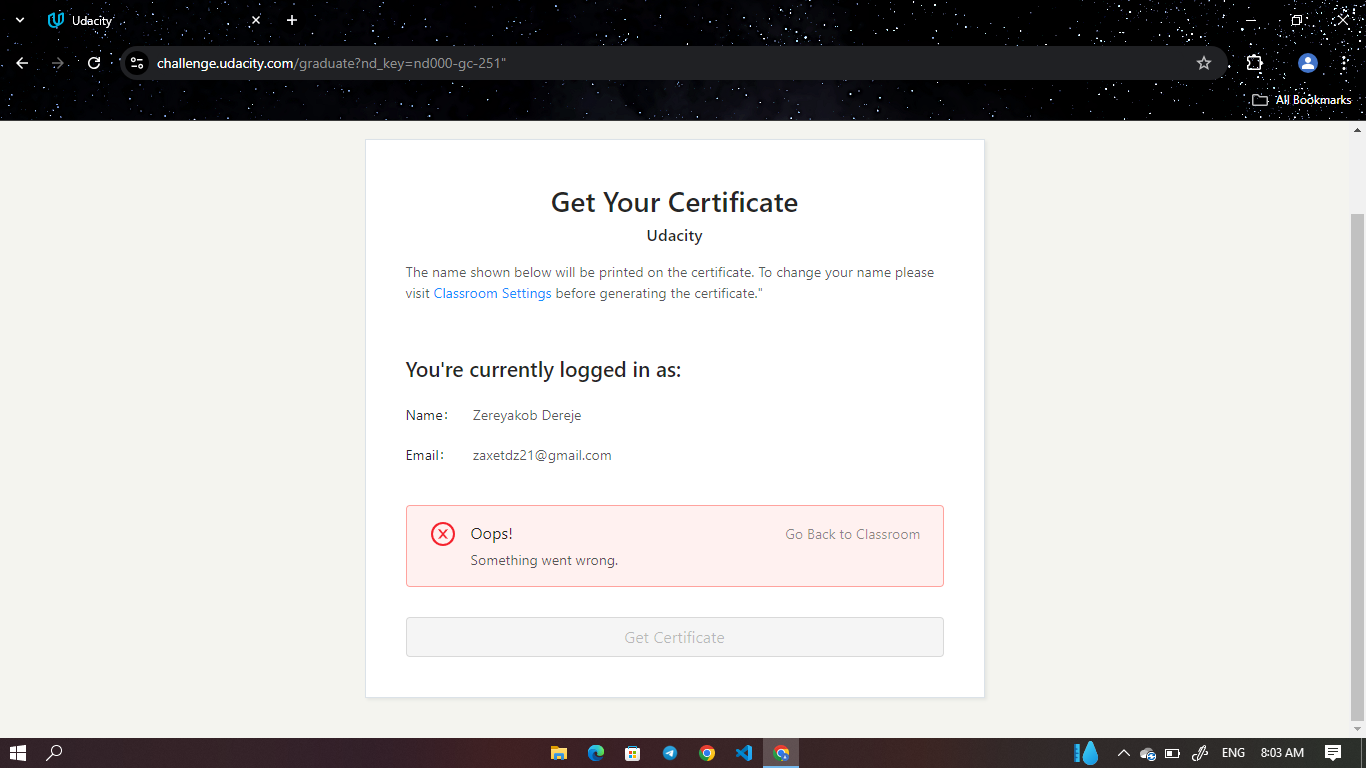 Udacity
challenge.udacity.com/graduate?nd_key=nd000-gc-251"
All Bookmarks
Get Your Certificate
Udacity
The name shown below will be printed on the certificate. To change your name please
visit Classroom Settings before generating the certificate."
You're currently logged in as:
Name: Zereyakob Dereje
Email: zaxetdz21@gmail.com
Oops! Go Back to Classroom
Something went wrong.
Get Certificate
ENG 8:03 AM